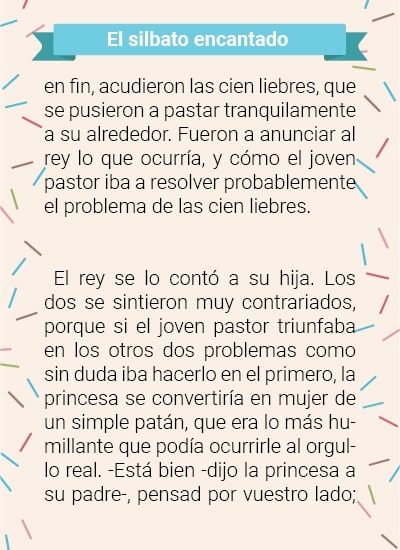 El silbato encantado
en fin, acudieron las cien liebres, que
se pusieron a pastar tranquilamente
a su alrededor. Fueron a anunciar al
rey lo que ocurría, y cómo el joven
pastor iba a resolver probablemente
el problema de las cien liebres.
El rey se lo contó a su hija. Los
dos se sintieron muy contrariados,
porque si el joven pastor triunfaba
en los otros dos problemas como
sin duda iba hacerlo en el primero, la
princesa se convertiría en mujer de
un simple patán, que era lo más hu-
millante que podía ocurrirle al orgul-
lo real. -Está bien -dijo la princesa a
su padre-, pensad por vuestro lado;